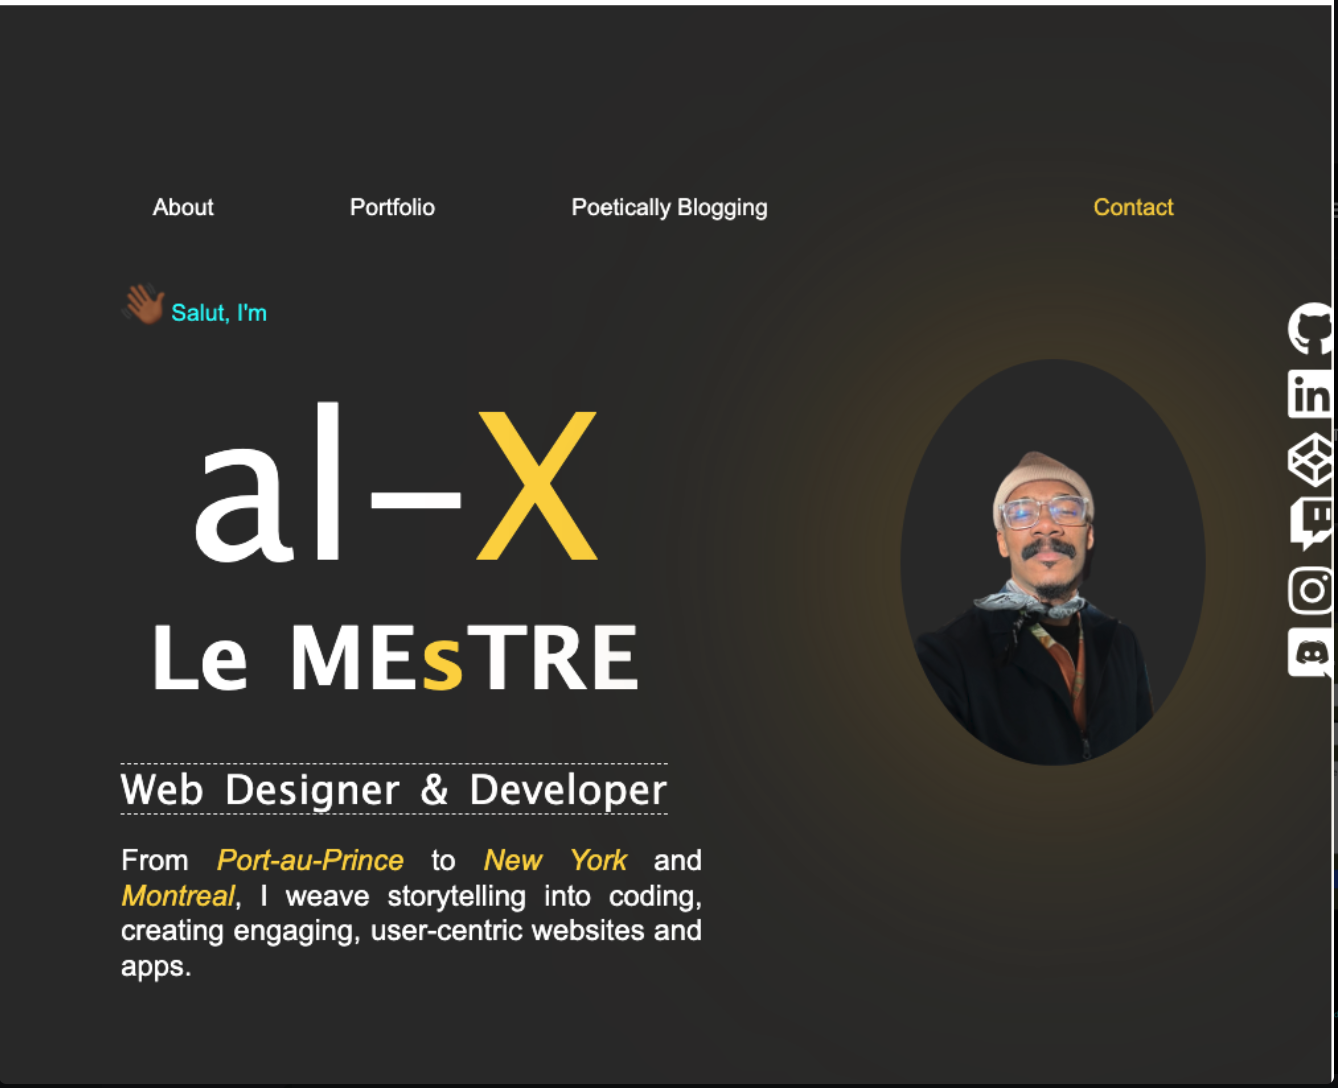 About Portfolio Poetically Blogging Contact
Salut, I'm
al-X
Le MEsTRE
Web Designer & Developer
From Port-au-Prince to New York and
Montreal, I weave storytelling into coding,
creating engaging, user-centric websites and
apps.
in